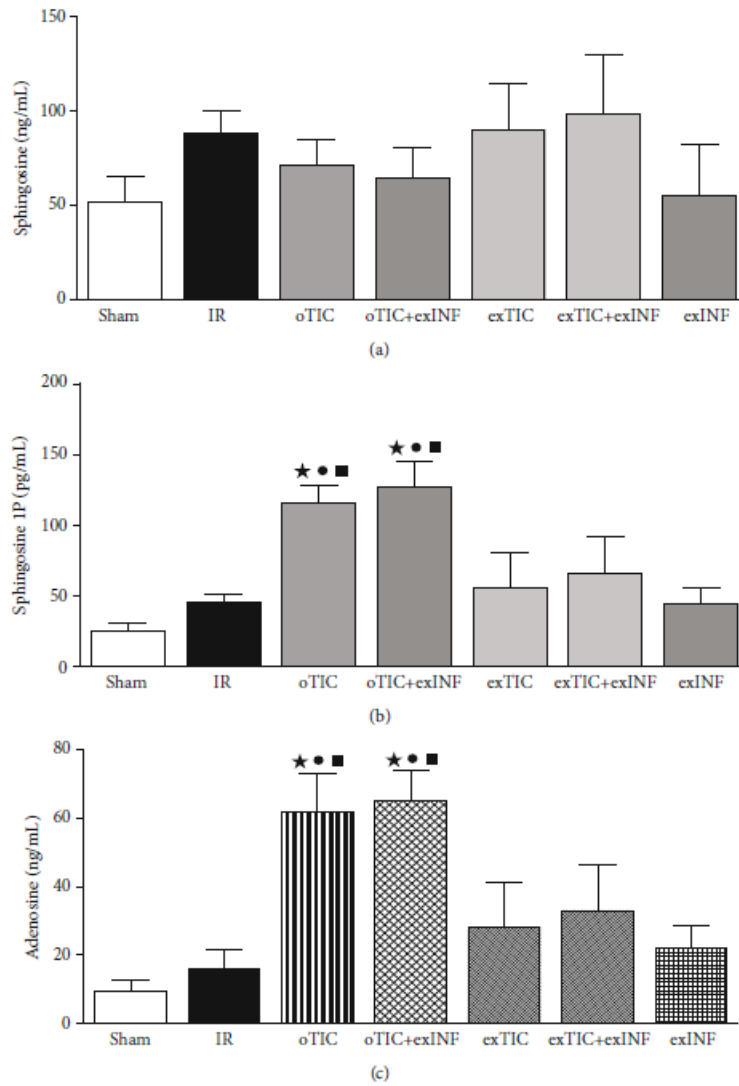 150
100
50
0
Sphingosine (ng/mL)
Sham IR oTIC oTIC+exINF exTIC exTIC+exINF exINF
(a)
200
150
100
50
0
Sphingosine 1P (pg/mL)
★ ● ■ ★ ● ■
Sham IR oTIC oTIC+exINF exTIC exTIC+exINF exINF
(b)
80
60
40
20
0
Adenosine (ng/mL)
★ ● ■ ★ ● ■
Sham IR oTIC oTIC+exINF exTIC exTIC+exINF exINF
(c)